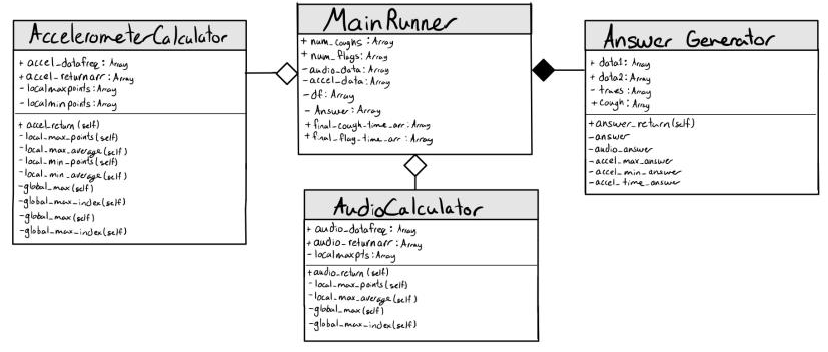 AccelerometerCalculator
+ accel_datafreq: Array
+ accel_returnarr: Array
- localmaxpoints: Array
- localminpoints: Array
+ accel_return (self)
- local_max_points (self)
- local_max_average (self)
- local_min_points (self)
- local_min_average (self)
- global_max (self)
- global_max_index (self)
- global_max (self)
- global_max_index (self)
MainRunner
+ num_coughs : Array
+ num_flags: Array
- audio_data: Array
- accel_data: Array
- df: Array
- Answer: Array
+ final_cough_time_arr: Array
+ final_flag_time_arr: Array
Answer Generator
+ data1: Array
+ data2: Array
+ cough: Array
+ answer_return (self)
- answer
- audio_answer
- accel_max_answer
- accel_min_answer
- accel_time_answer
AudioCalculator
+ audio_datafreq: Array
+ audio_returnarr: Array
- localmaxpts: Array
+ audio_return (self)
- local_max_points (self)
- local_max_average (self)
- global_max (self)
- global_max_index (self)